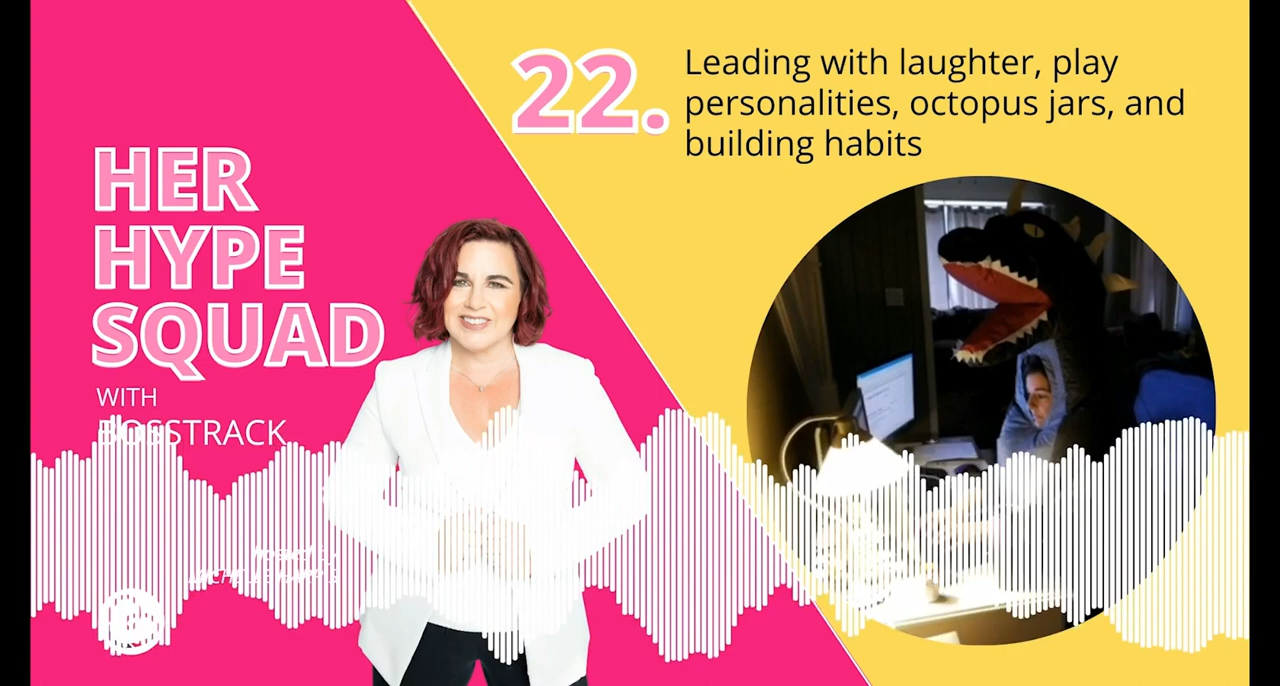 HER
HYPE
SQUAD
WITH
BOSSTRACK
22.
Leading with laughter, play
personalities, octopus jars, and
building habits